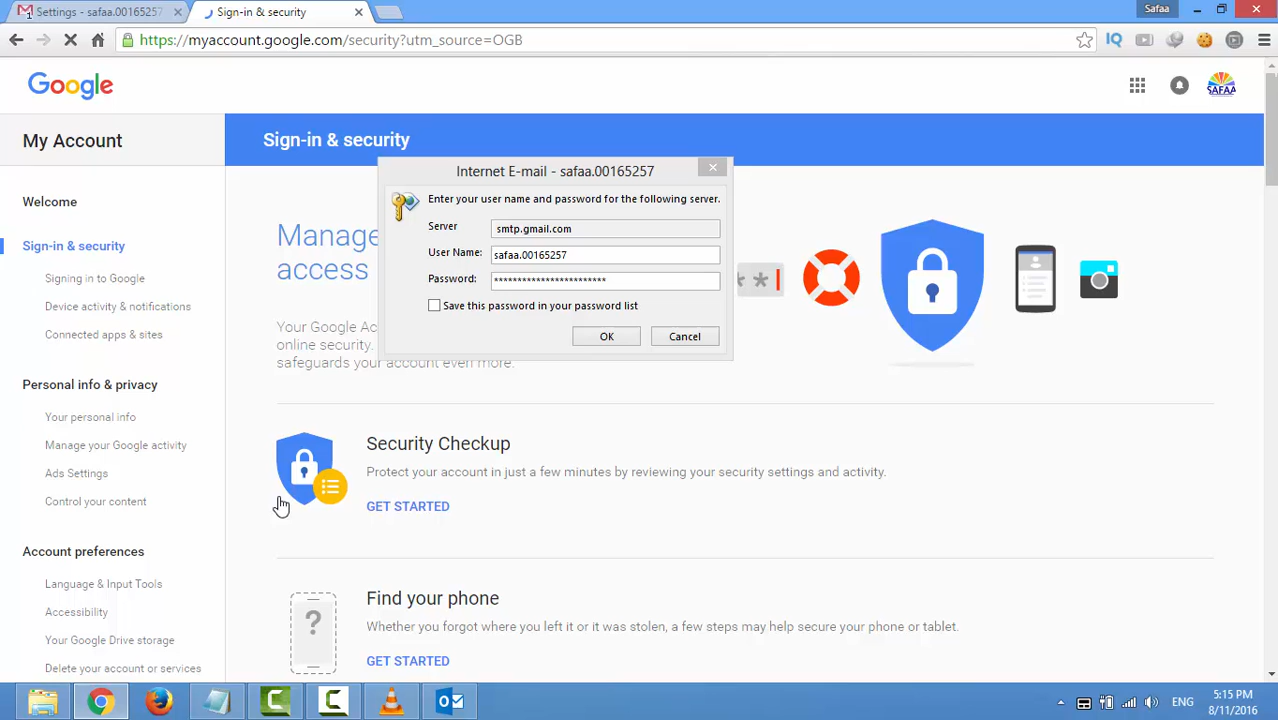 Settings - safaa.00165257
Sign-in & security
Safaa
https://myaccount.google.com/security?utm_source=OGB
IQ
Google
SAFAA
My Account
Sign-in & security
Welcome
Sign-in & security
Signing in to Google
Device activity & notifications
Connected apps & sites
Personal info & privacy
Your personal info
Manage your Google activity
Ads Settings
Control your content
Account preferences
Language & Input Tools
Accessibility
Your Google Drive storage
Delete your account or services
Internet E-mail - safaa.00165257
Enter your user name and password for the following server.
Server
smtp.gmail.com
User Name:
safaa.00165257
Password:
************************
Save this password in your password list
OK
Cancel
Manage
access
Your Google Ac
online security.
safeguards your account even more.
Security Checkup
Protect your account in just a few minutes by reviewing your security settings and activity.
GET STARTED
Find your phone
Whether you forgot where you left it or it was stolen, a few steps may help secure your phone or tablet.
GET STARTED
ENG
5:15 PM
8/11/2016